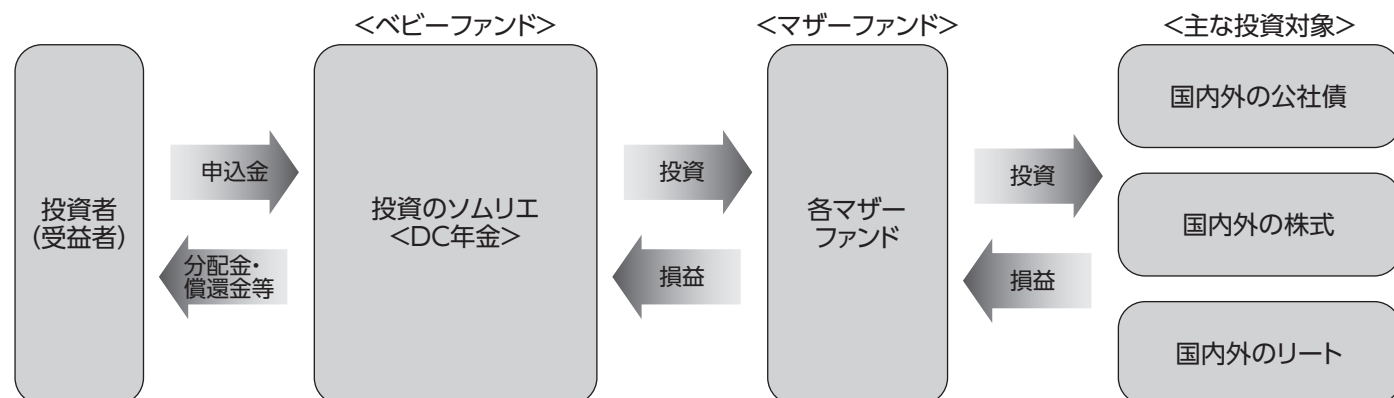 <ベビーファンド>
<マザーファンド>
<主な投資対象>
投資者
(受益者)
申込金
分配金・
償還金等
投資のソムリエ
<DC年金>
投資
損益
各マザー
ファンド
投資
損益
国内外の公社債
国内外の株式
国内外のリート